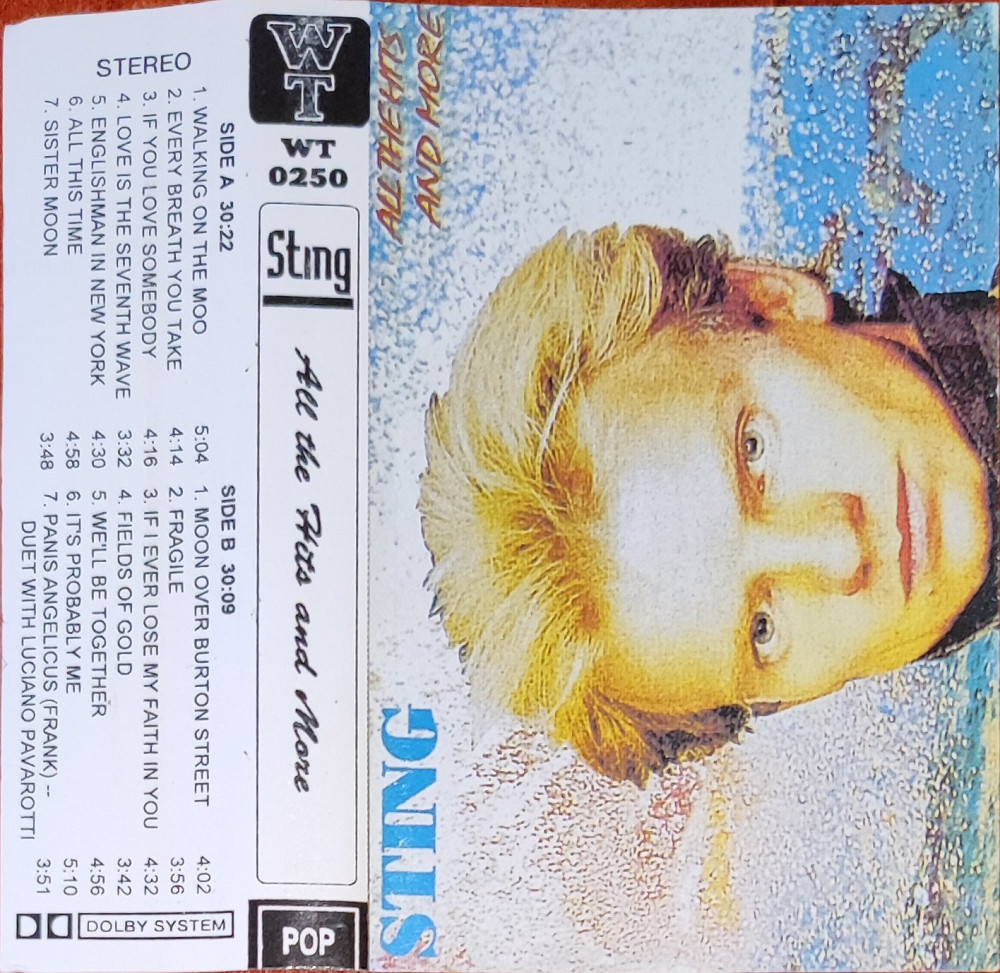 STEREO
SIDE A 30:22
1. WALKING ON THE MOO 5:04
2. EVERY BREATH YOU TAKE 4:14
3. IF YOU LOVE SOMEBODY 4:16
4. LOVE IS THE SEVENTH WAVE 3:32
5. ENGLISHMAN IN NEW YORK 4:30
6. ALL THIS TIME 4:58
7. SISTER MOON 3:48
SIDE B 30:09
1. MOON OVER BURTON STREET 4:02
2. FRAGILE 3:56
3. IF I EVER LOSE MY FAITH IN YOU 4:32
4. FIELDS OF GOLD 3:42
5. WE'LL BE TOGETHER 4:56
6. IT'S PROBABLY ME 5:10
7. PANIS ANGELICUS (FRANK) --
DUET WITH LUCIANO PAVAROTTI 3:51
DOLBY SYSTEM
WT
WT
0250
Sting
All the Hits and More
POP
ALL THE HITS
AND MORE
STING